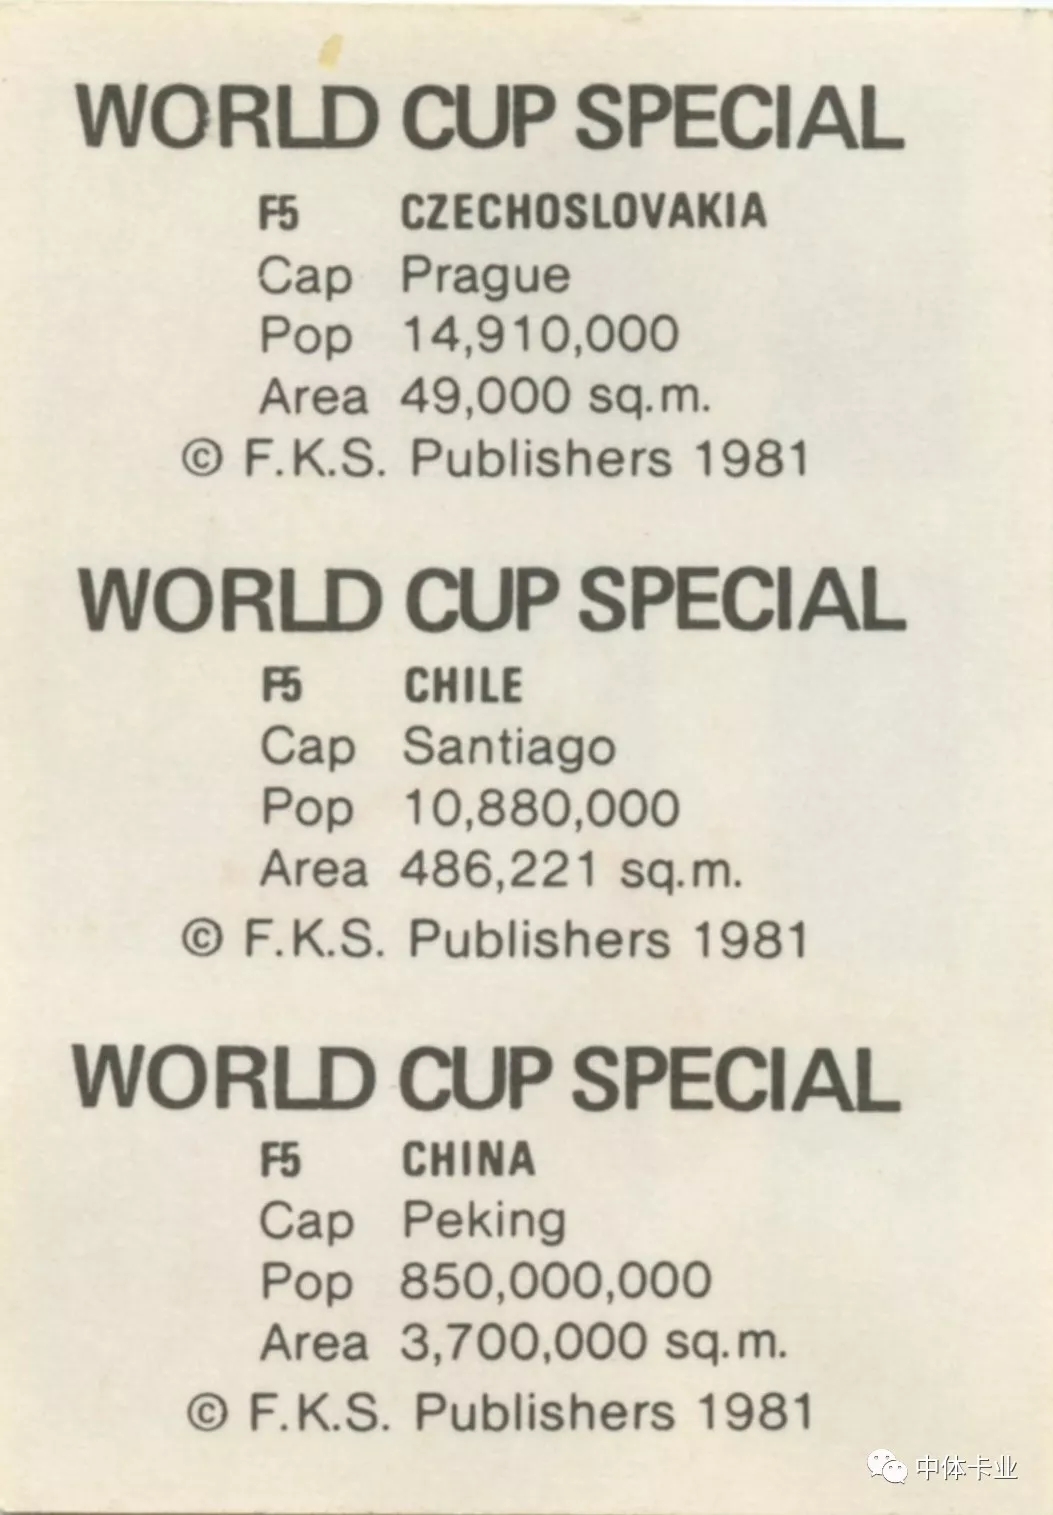 WORLD CUP SPECIAL
F5 CZECHOSLOVAKIA
Cap Prague
Pop 14,910,000
Area 49,000 sq.m.
© F.K.S. Publishers 1981
WORLD CUP SPECIAL
F5 CHILE
Cap Santiago
Pop 10,880,000
Area 486,221 sq.m.
© F.K.S. Publishers 1981
WORLD CUP SPECIAL
F5 CHINA
Cap Peking
Pop 850,000,000
Area 3,700,000 sq.m.
© F.K.S. Publishers 1981
中体卡业